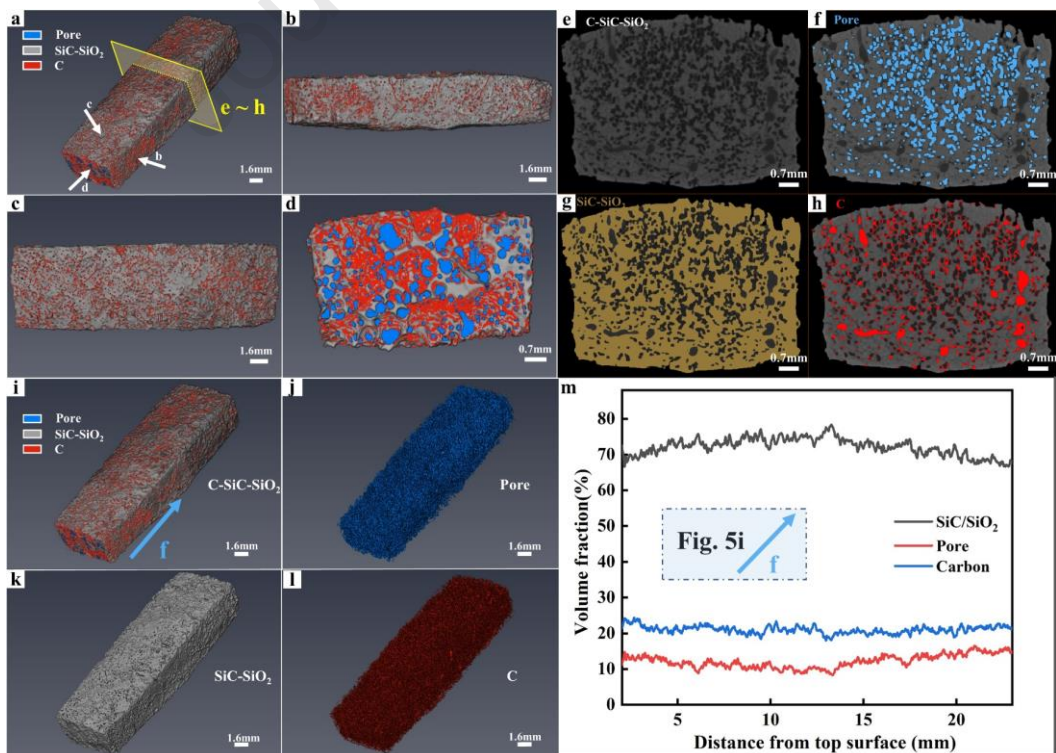 a
Pore
SiC-SiO₂
C
e ~ h
c
b
d
1.6mm
b
1.6mm
e
C-SiC-SiO₂
0.7mm
f
Pore
0.7mm
c
1.6mm
d
0.7mm
g
SiC-SiO₂
0.7mm
h
C
0.7mm
i
Pore
SiC-SiO₂
C
C-SiC-SiO₂
f
1.6mm
j
Pore
1.6mm
k
SiC-SiO₂
1.6mm
l
C
1.6mm
m
Volume fraction(%)
80
70
60
50
40
30
20
10
0
Fig. 5i
f
SiC/SiO₂
Pore
Carbon
5
10
15
20
Distance from top surface (mm)